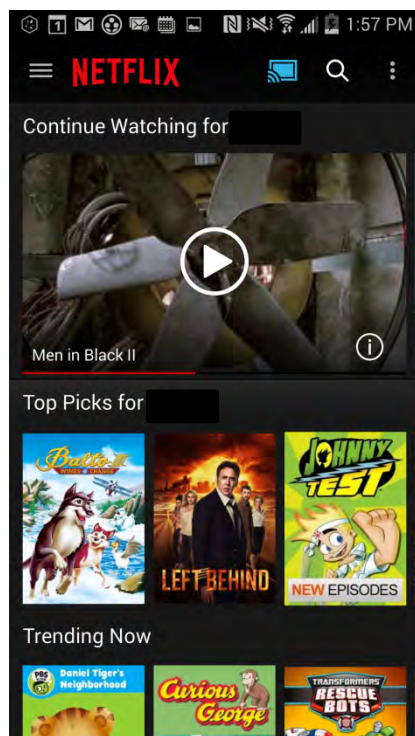 1
1:57 PM
NETFLIX
Continue Watching for
Men in Black II
Top Picks for
Balto III
WINGS OF CHANGE
LEFT BEHIND
JOHNNY
TEST
NEW EPISODES
Trending Now
PBS
KIDS
Daniel Tiger's
Neighborhood
Curious
George
TRANSFORMERS
RESCUE
BOTS